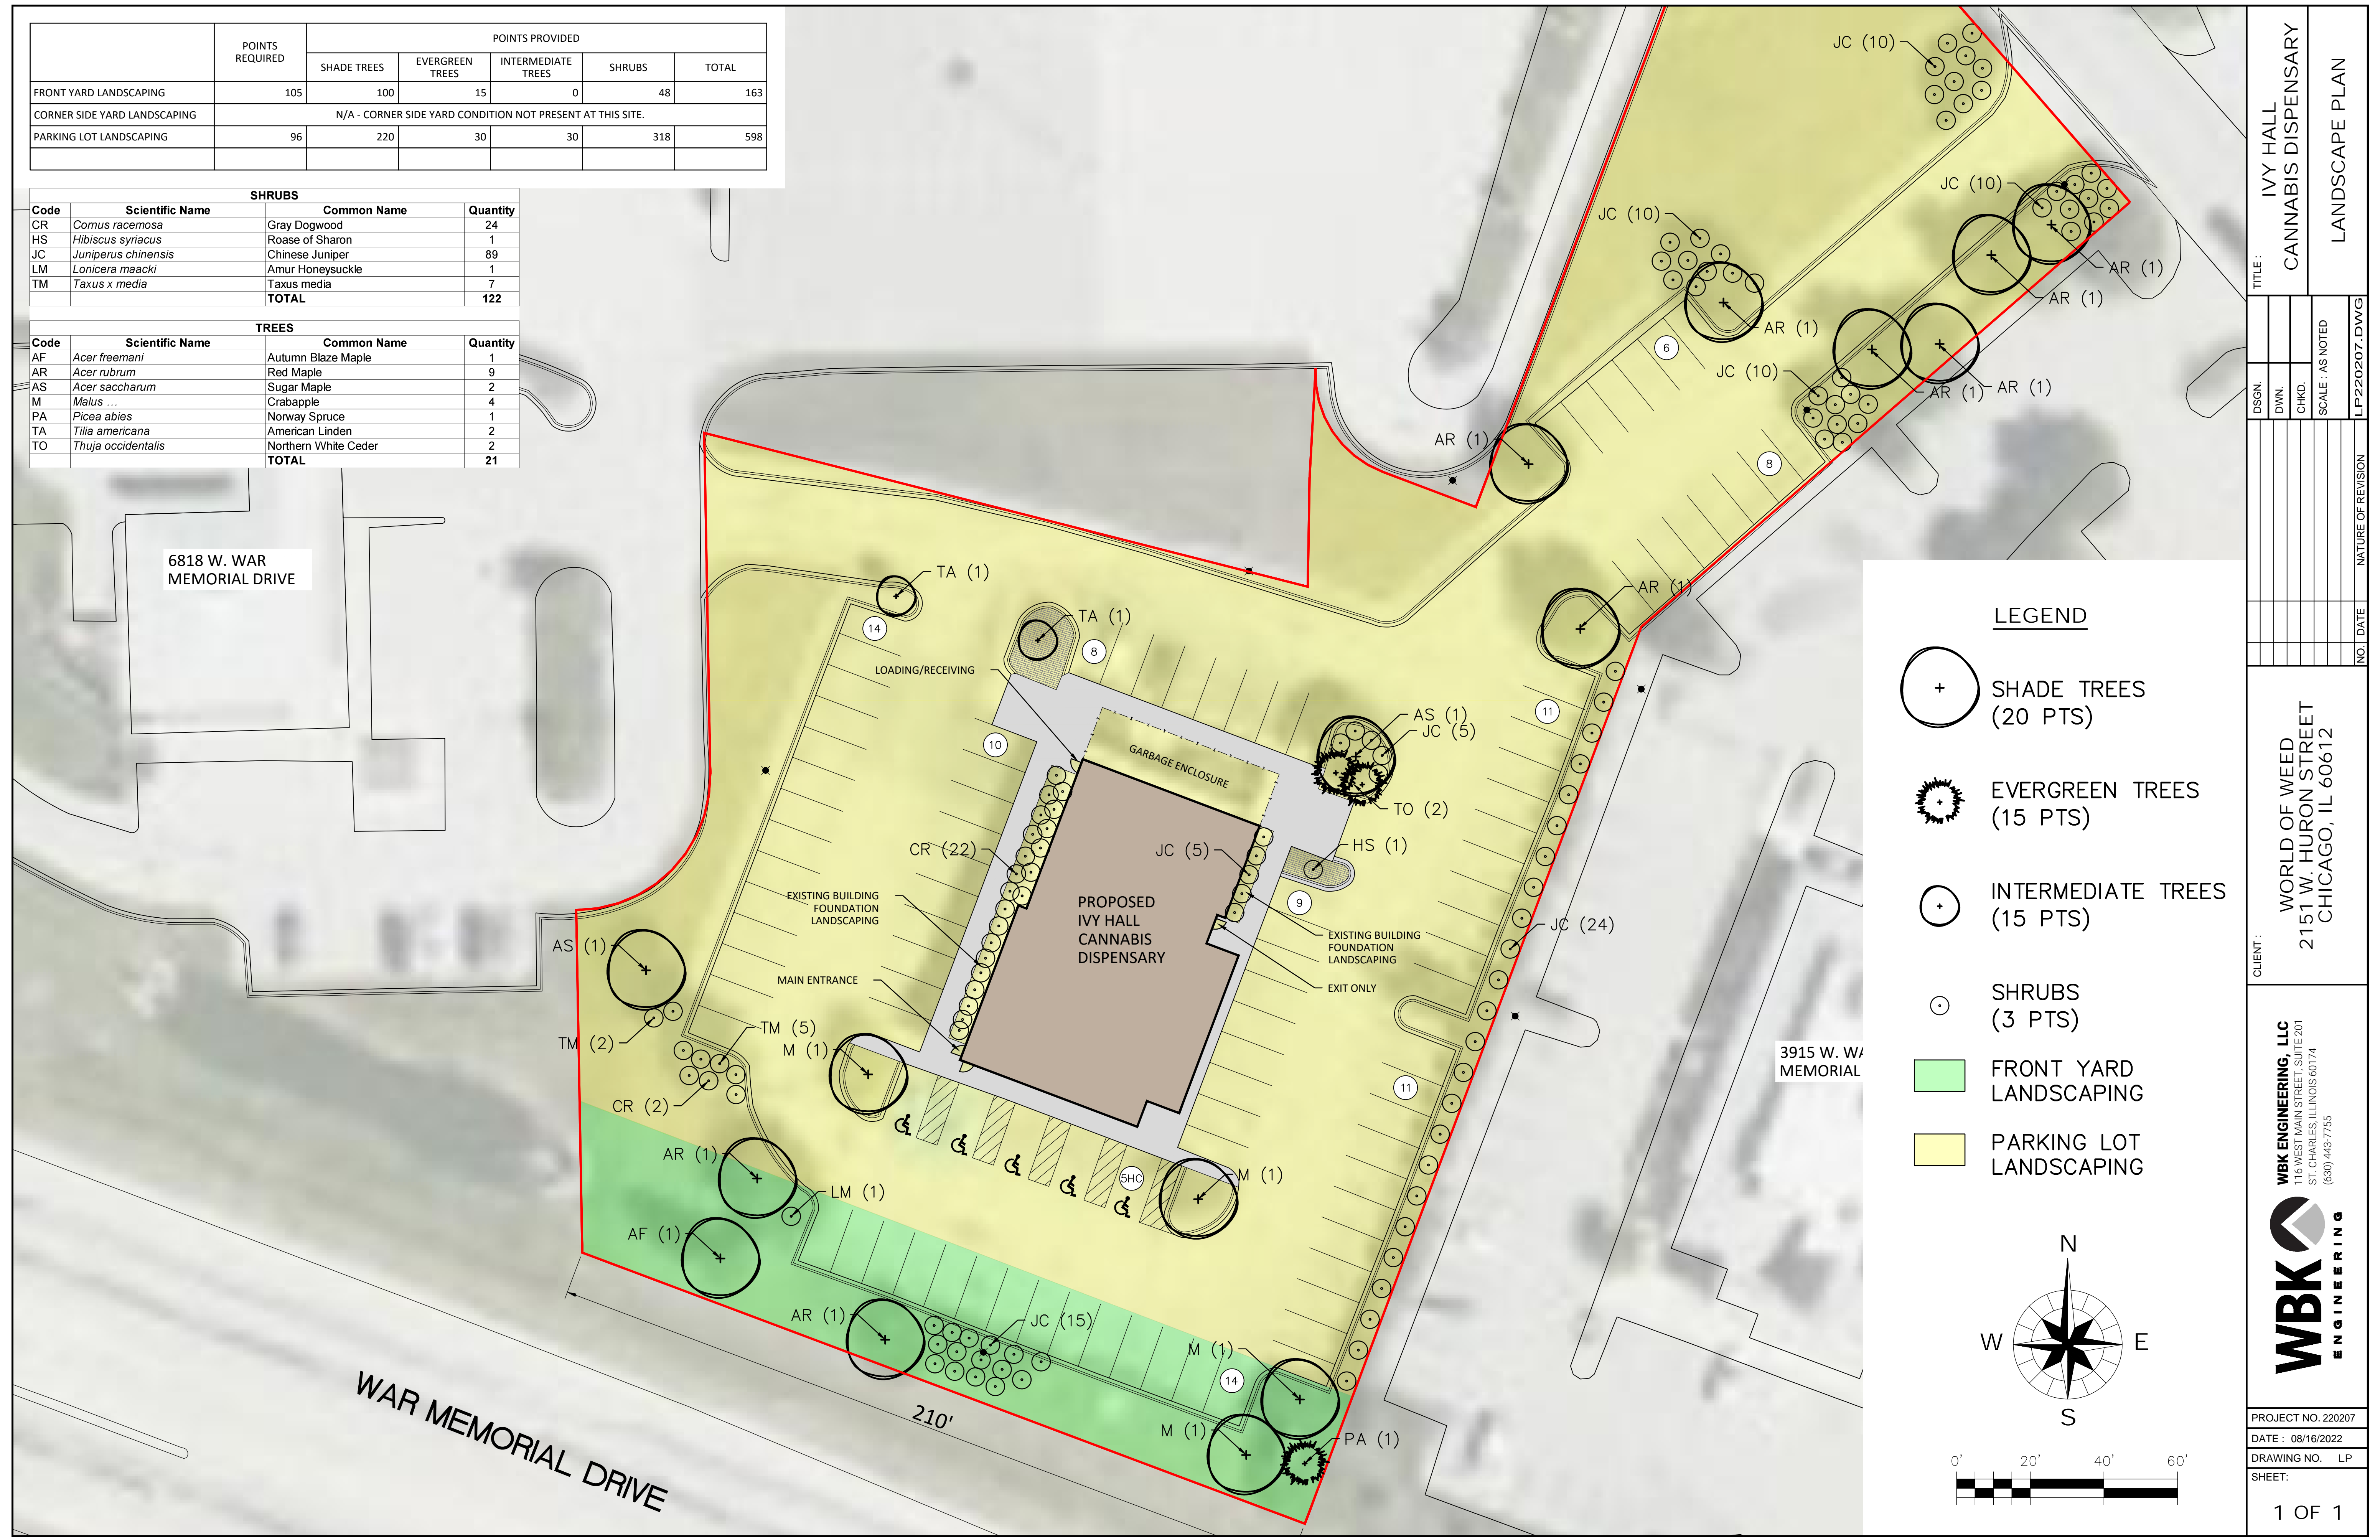 POINTS REQUIRED
POINTS PROVIDED
SHADE TREES
EVERGREEN TREES
INTERMEDIATE TREES
SHRUBS
TOTAL
FRONT YARD LANDSCAPING 105 100 15 0 48 163
CORNER SIDE YARD LANDSCAPING N/A - CORNER SIDE YARD CONDITION NOT PRESENT AT THIS SITE.
PARKING LOT LANDSCAPING 96 220 30 30 318 598
SHRUBS
Code Scientific Name Common Name Quantity
CR Cornus racemosa Gray Dogwood 24
HS Hibiscus syriacus Roase of Sharon 1
JC Juniperus chinensis Chinese Juniper 89
LM Lonicera maacki Amur Honeysuckle 1
TM Taxus x media Taxus media 7
TOTAL 122
TREES
Code Scientific Name Common Name Quantity
AF Acer freemani Autumn Blaze Maple 1
AR Acer rubrum Red Maple 9
AS Acer saccharum Sugar Maple 2
M Malus ... Crabapple 4
PA Picea abies Norway Spruce 1
TA Tilia americana American Linden 2
TO Thuja occidentalis Northern White Ceder 2
TOTAL 21
6818 W. WAR
MEMORIAL DRIVE
JC (10)
JC (10)
JC (10)
AR (1)
AR (1)
AR (1)
6
JC (10)
AR (1)
AR (1)
AR (1)
8
TA (1)
14
TA (1)
8
AR (1)
LOADING/RECEIVING
11
AS (1)
JC (5)
10
GARBAGE ENCLOSURE
TO (2)
CR (22)
JC (5)
HS (1)
EXISTING BUILDING
FOUNDATION
LANDSCAPING
PROPOSED
IVY HALL
CANNABIS
DISPENSARY
9
JC (24)
EXISTING BUILDING
FOUNDATION
LANDSCAPING
AS (1)
MAIN ENTRANCE
EXIT ONLY
TM (5)
TM (2)
M (1)
3915 W. WA
MEMORIAL
11
CR (2)
AR (1)
5HC
M (1)
LM (1)
AF (1)
AR (1)
JC (15)
M (1)
14
210'
M (1)
PA (1)
WAR MEMORIAL DRIVE
LEGEND
SHADE TREES
(20 PTS)
EVERGREEN TREES
(15 PTS)
INTERMEDIATE TREES
(15 PTS)
SHRUBS
(3 PTS)
FRONT YARD
LANDSCAPING
PARKING LOT
LANDSCAPING
N
W
E
S
0' 20' 40' 60'
TITLE :
IVY HALL
CANNABIS DISPENSARY
LANDSCAPE PLAN
DSGN.
DWN.
CHKD.
SCALE : AS NOTED
LP220207.DWG
NO. DATE NATURE OF REVISION
CLIENT :
WORLD OF WEED
2151 W. HURON STREET
CHICAGO, IL 60612
WBK ENGINEERING, LLC
116 WEST MAIN STREET, SUITE 201
ST. CHARLES, ILLINOIS 60174
(630) 443-7755
WBK
ENGINEERING
PROJECT NO. 220207
DATE : 08/16/2022
DRAWING NO. LP
SHEET:
1 OF 1